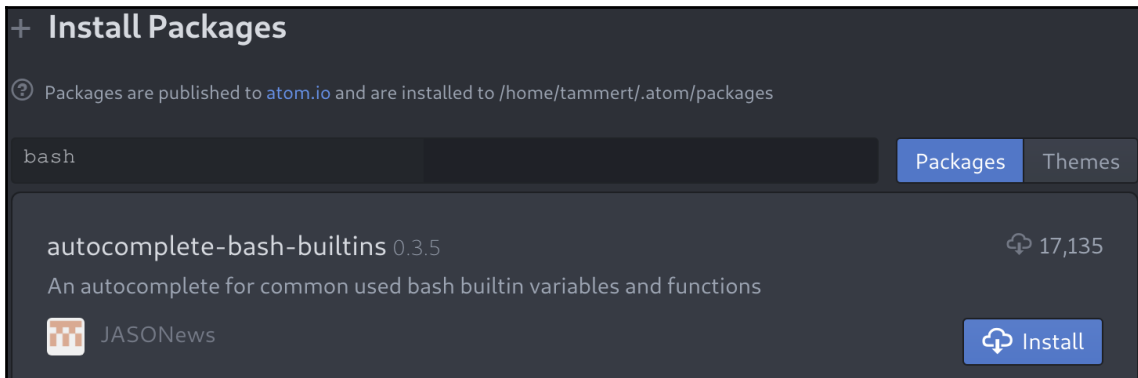 + Install Packages
? Packages are published to atom.io and are installed to /home/tammert/.atom/packages
bash
Packages Themes
autocomplete-bash-builtins 0.3.5 17,135
An autocomplete for common used bash builtin variables and functions
JASONews
Install